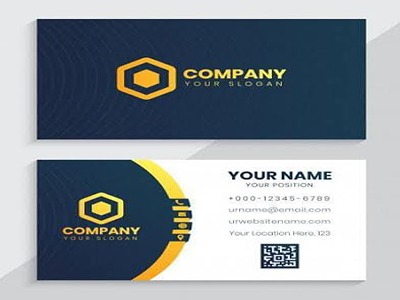 COMPANY
YOUR SLOGAN
COMPANY
YOUR SLOGAN
YOUR NAME
YOUR POSITION
+000-12345-6789
urname@email.com
urwebsitename.com
Your Location Here, 123